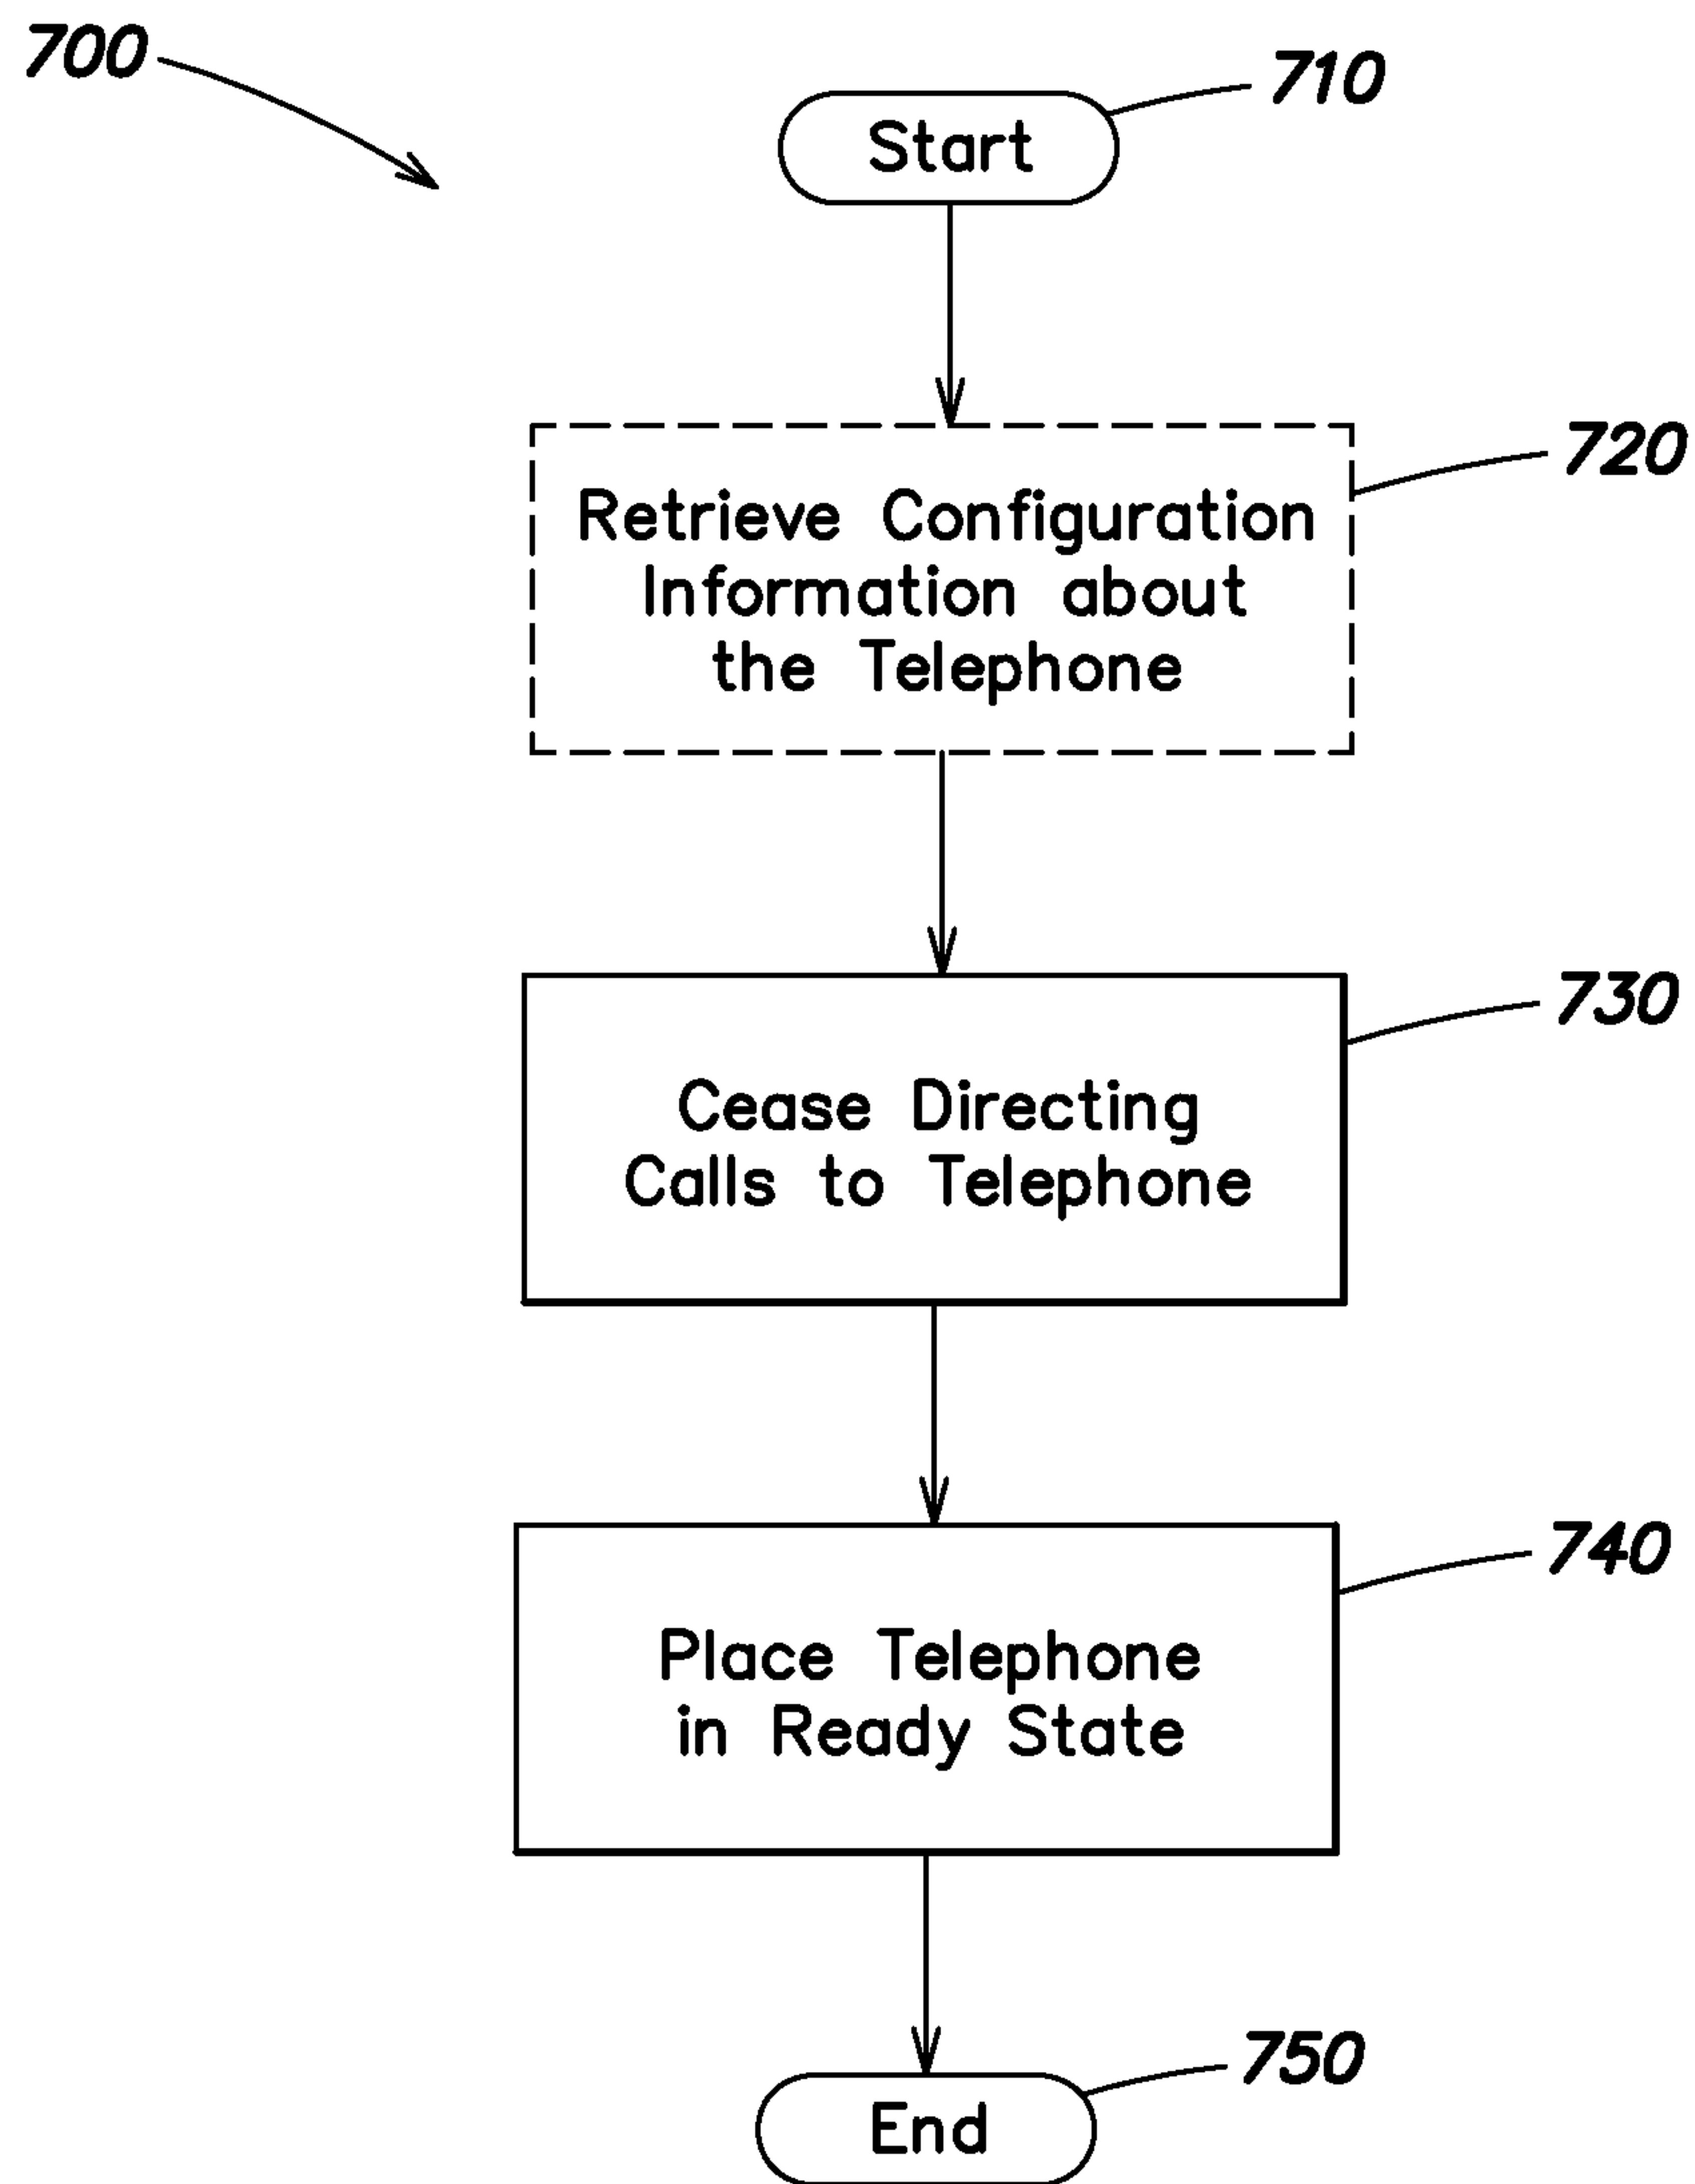 700
710
Start
720
Retrieve Configuration
Information about
the Telephone
730
Cease Directing
Calls to Telephone
740
Place Telephone
in Ready State
750
End